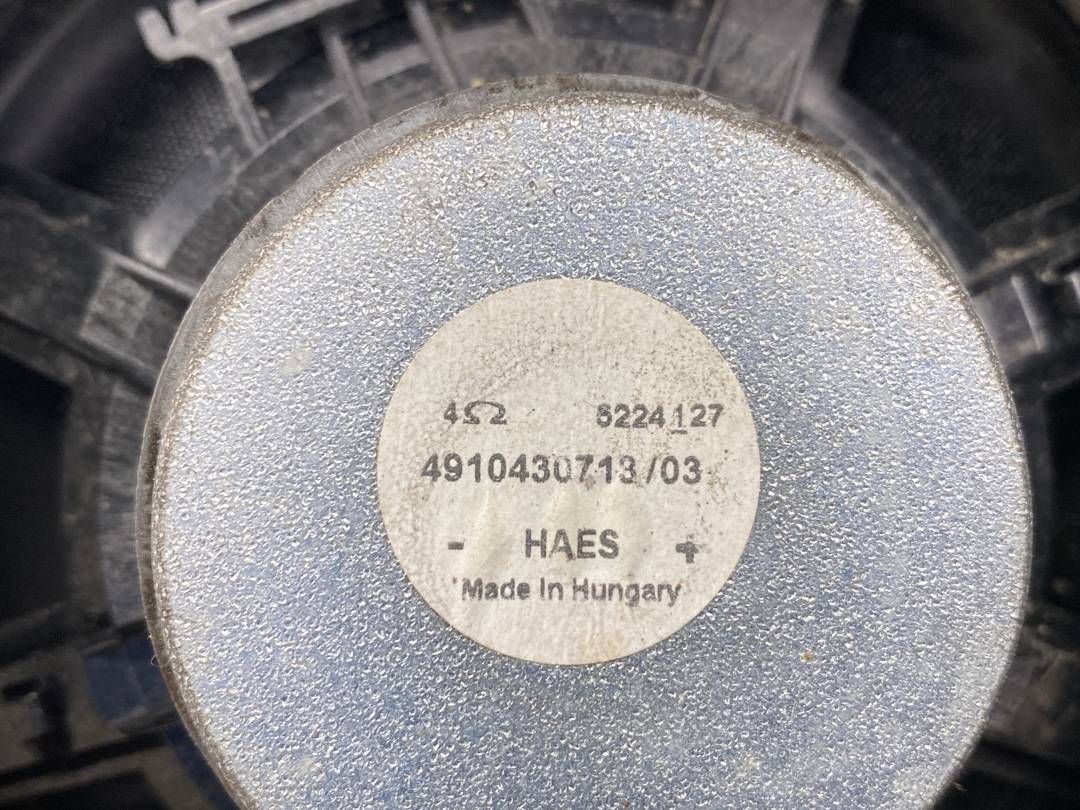 4Ω 6224127
4910430713/03
- HAES +
Made In Hungary